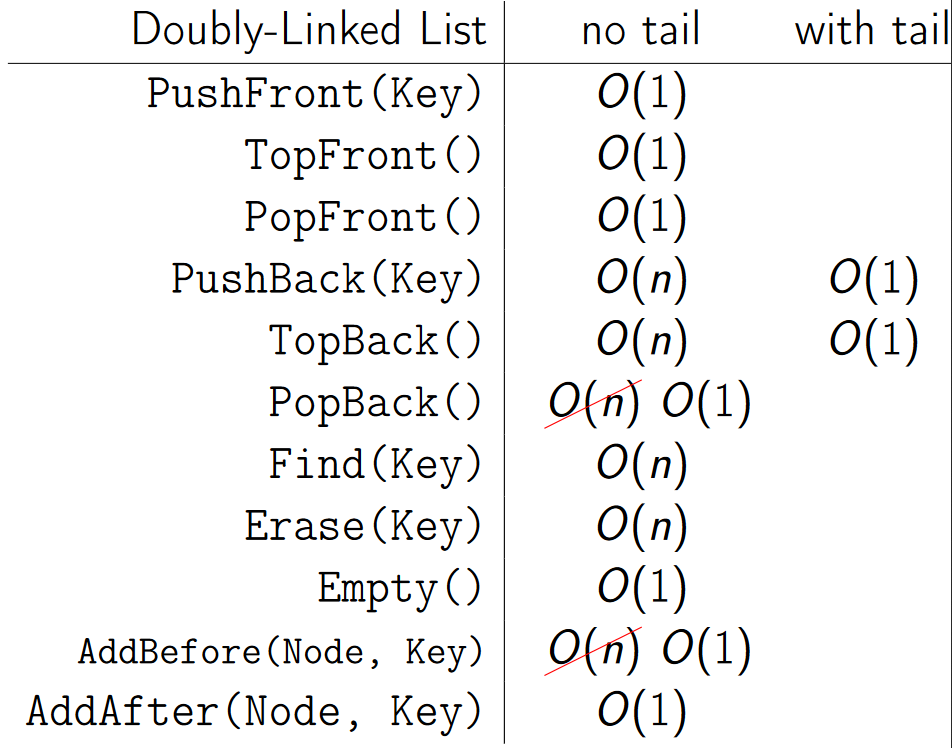 Doubly-Linked List no tail with tail
PushFront(Key) O(1)
TopFront() O(1)
PopFront() O(1)
PushBack(Key) O(n) O(1)
TopBack() O(n) O(1)
PopBack() O(n) O(1)
Find(Key) O(n)
Erase(Key) O(n)
Empty() O(1)
AddBefore(Node, Key) O(n) O(1)
AddAfter(Node, Key) O(1)